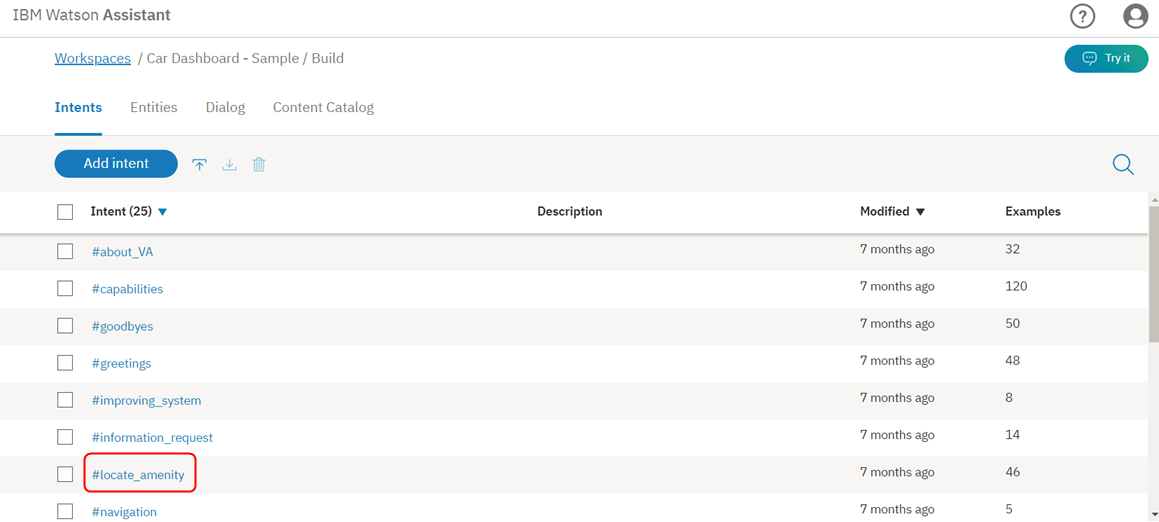 IBM Watson Assistant
?
Workspaces / Car Dashboard - Sample / Build
Try it
Intents Entities Dialog Content Catalog
Add intent
Intent (25) ▼ Description Modified ▼ Examples
#about_VA 7 months ago 32
#capabilities 7 months ago 120
#goodbyes 7 months ago 50
#greetings 7 months ago 48
#improving_system 7 months ago 8
#information_request 7 months ago 14
#locate_amenity 7 months ago 46
#navigation 7 months ago 5